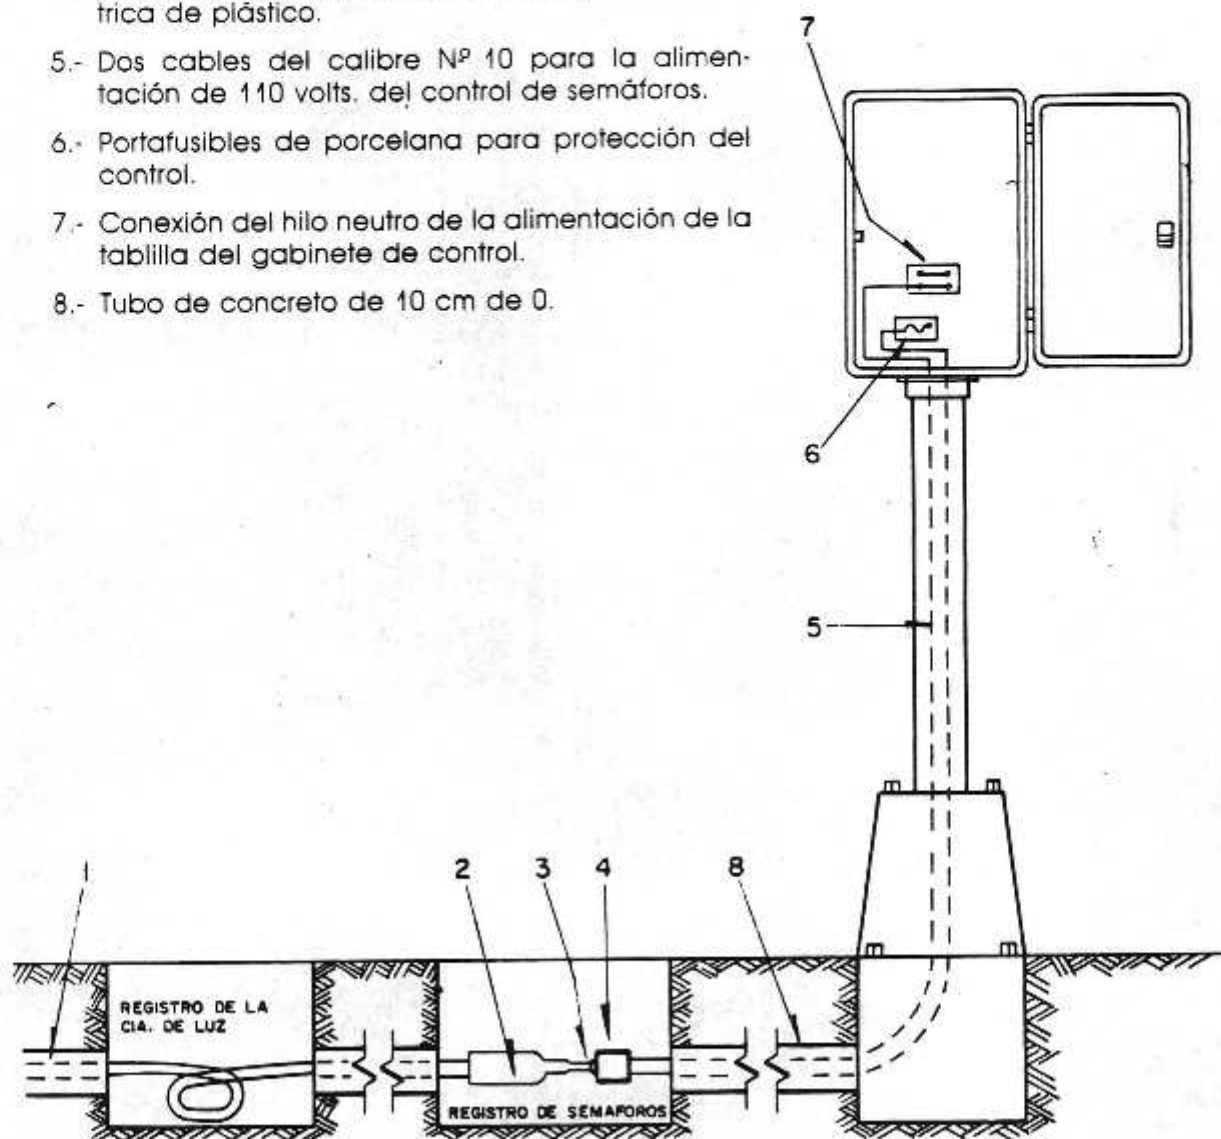 trica de plástico.
5.- Dos cables del calibre Nº 10 para la alimen-
tación de 110 volts. del control de semáforos.
6.- Portafusibles de porcelana para protección del
control.
7.- Conexión del hilo neutro de la alimentación de la
tablilla del gabinete de control.
8.- Tubo de concreto de 10 cm de 0.
7
6
5
1
2
3
4
8
REGISTRO DE LA
CIA. DE LUZ
REGISTRO DE SEMAFOROS